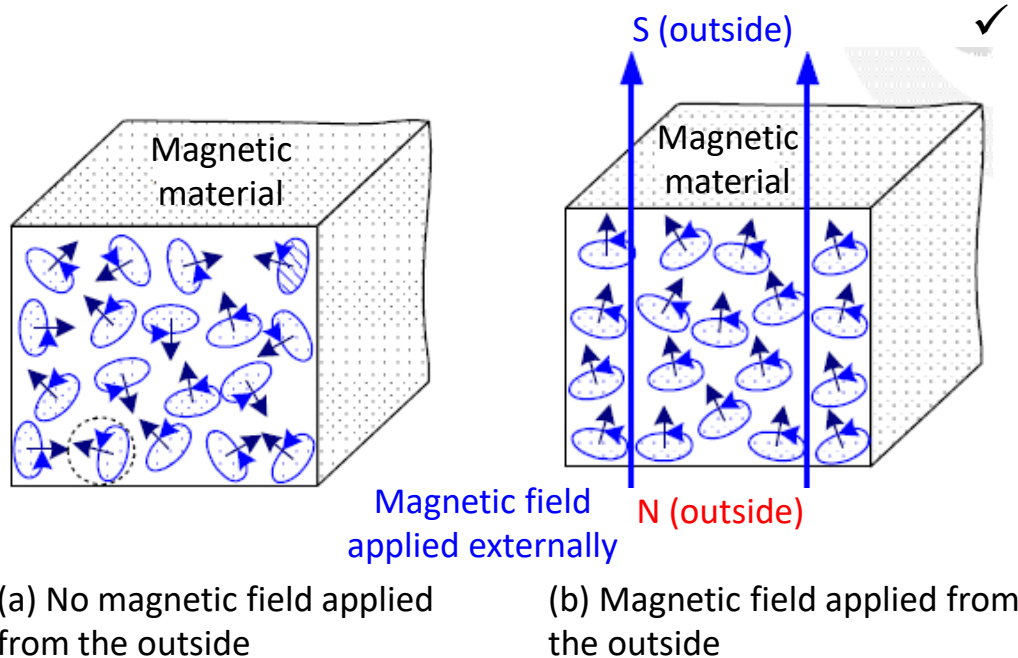 S (outside)
✓
Magnetic
material
Magnetic
material
Magnetic field
applied externally
N (outside)
(a) No magnetic field applied
from the outside
(b) Magnetic field applied from
the outside